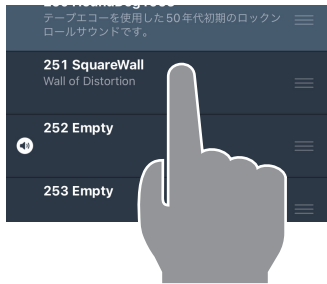 テープエコーを使用した50年代初期のロックン
ロールサウンドです。
251 SquareWall
Wall of Distortion
252 Empty
253 Empty